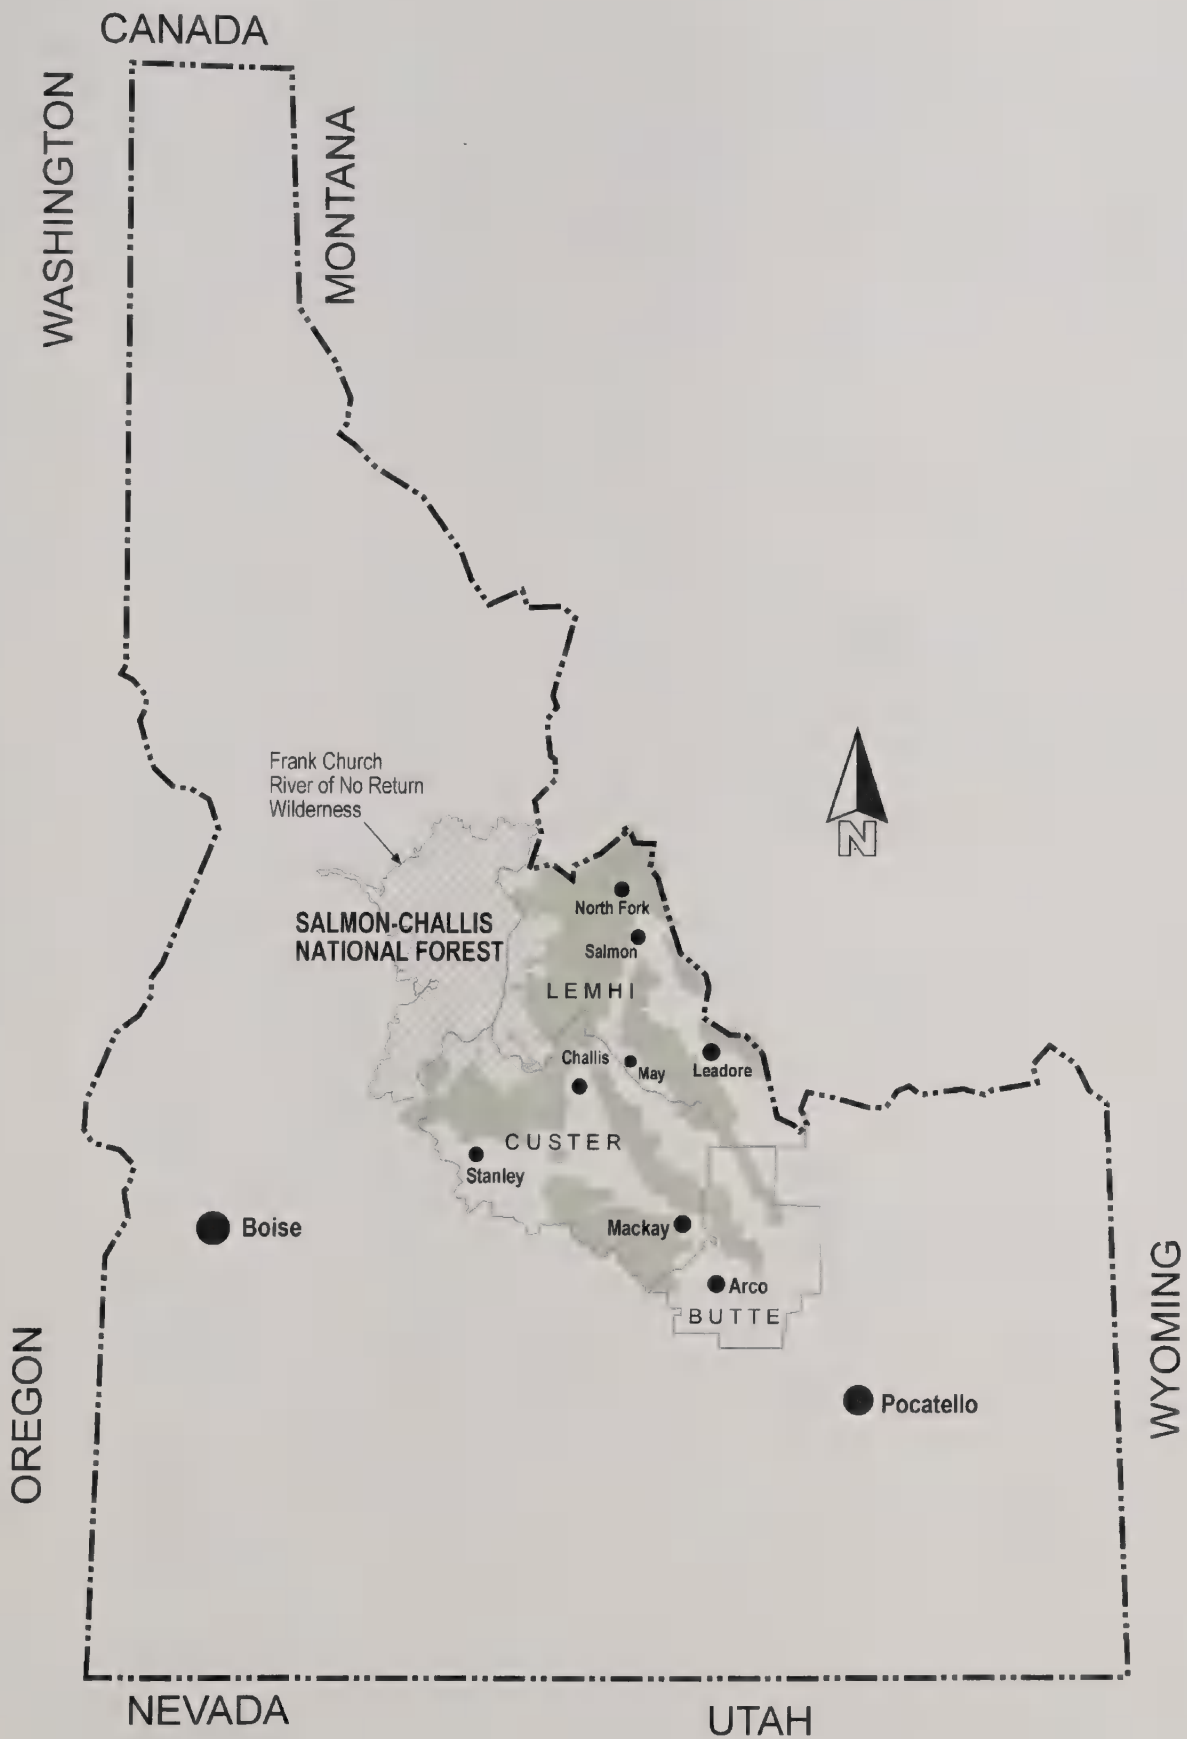 CANADA
WASHINGTON
MONTANA
Frank Church
River of No Return
Wilderness
N
SALMON-CHALLIS
NATIONAL FOREST
North Fork
Salmon
LEMHI
Challis
May
Leadore
CUSTER
Stanley
Boise
Mackay
Arco
BUTTE
Pocatello
OREGON
WYOMING
NEVADA
UTAH